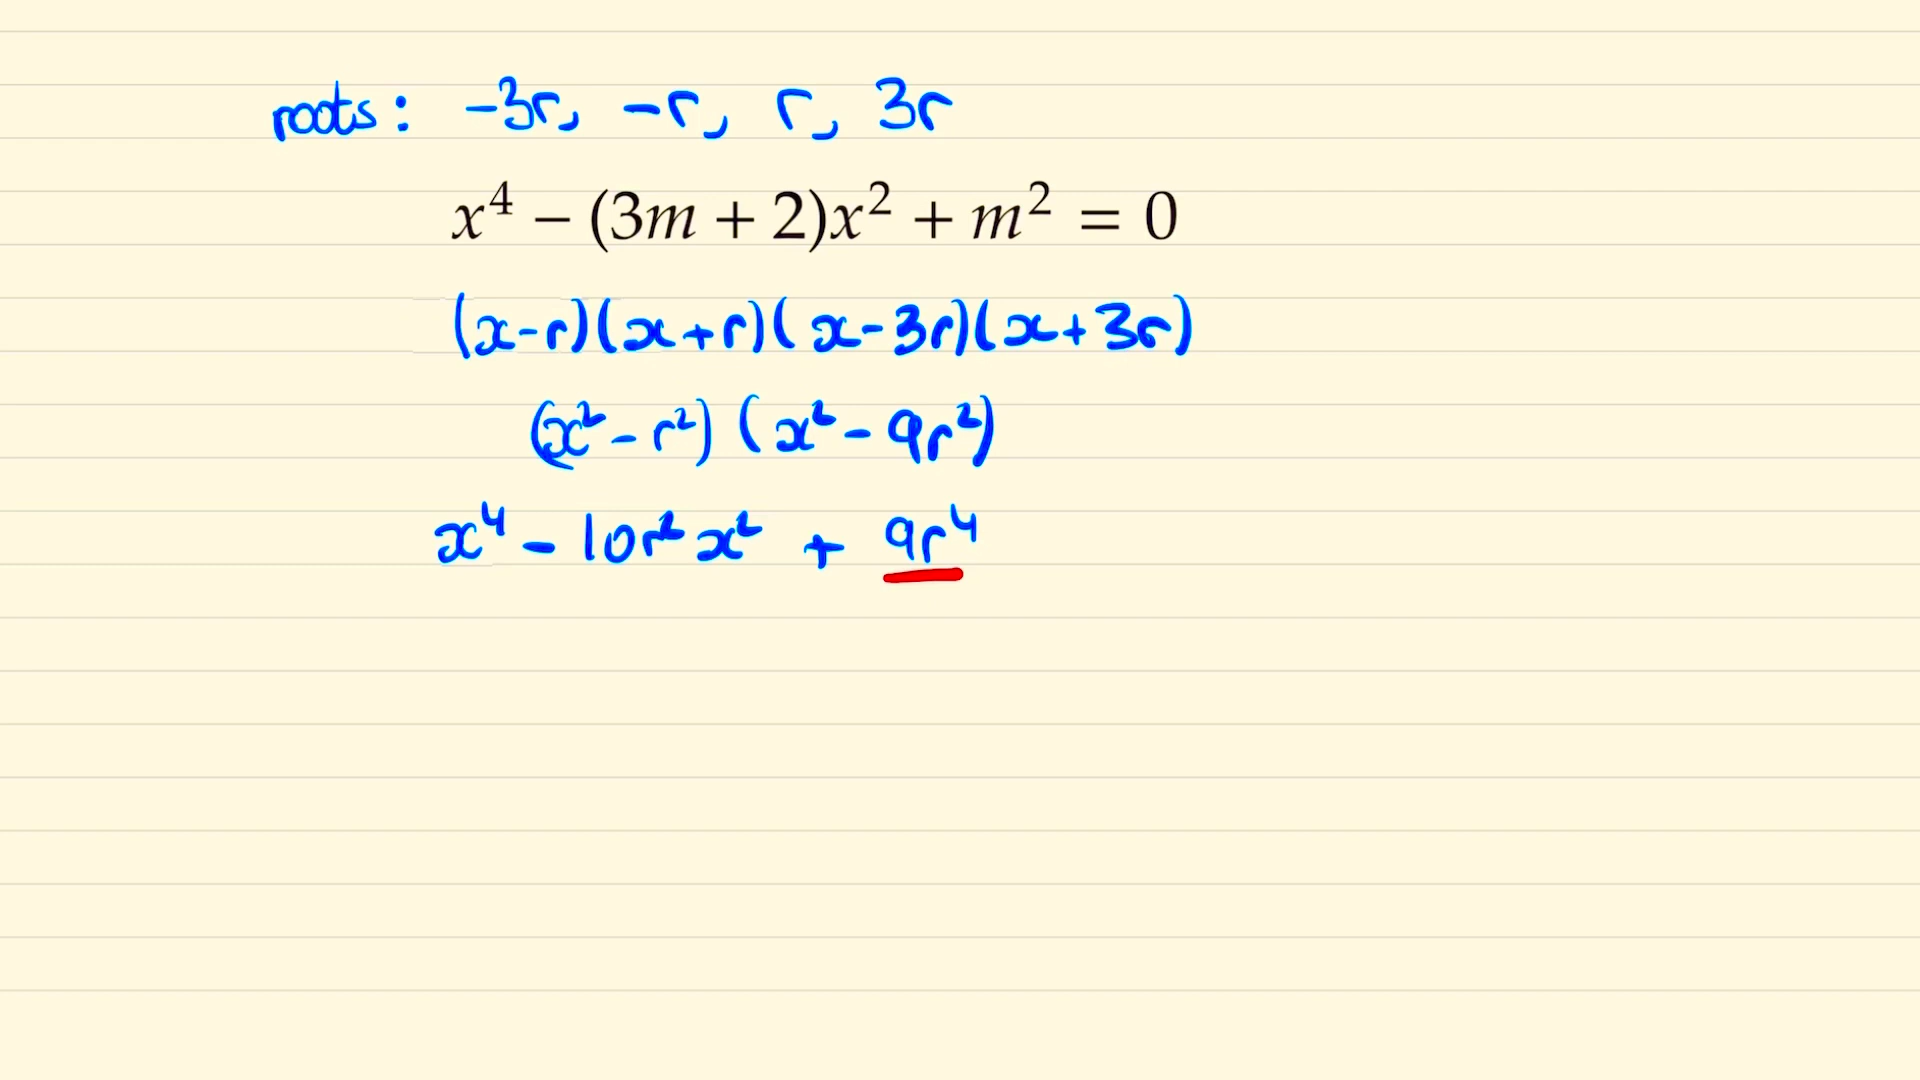 roots: -3r, -r, r, 3r
x⁴ − (3m + 2)x² + m² = 0
(x-r)(x+r)(x-3r)(x+3r)
(x²-r²)(x²-9r²)
x⁴ - 10r²x² + 9r⁴